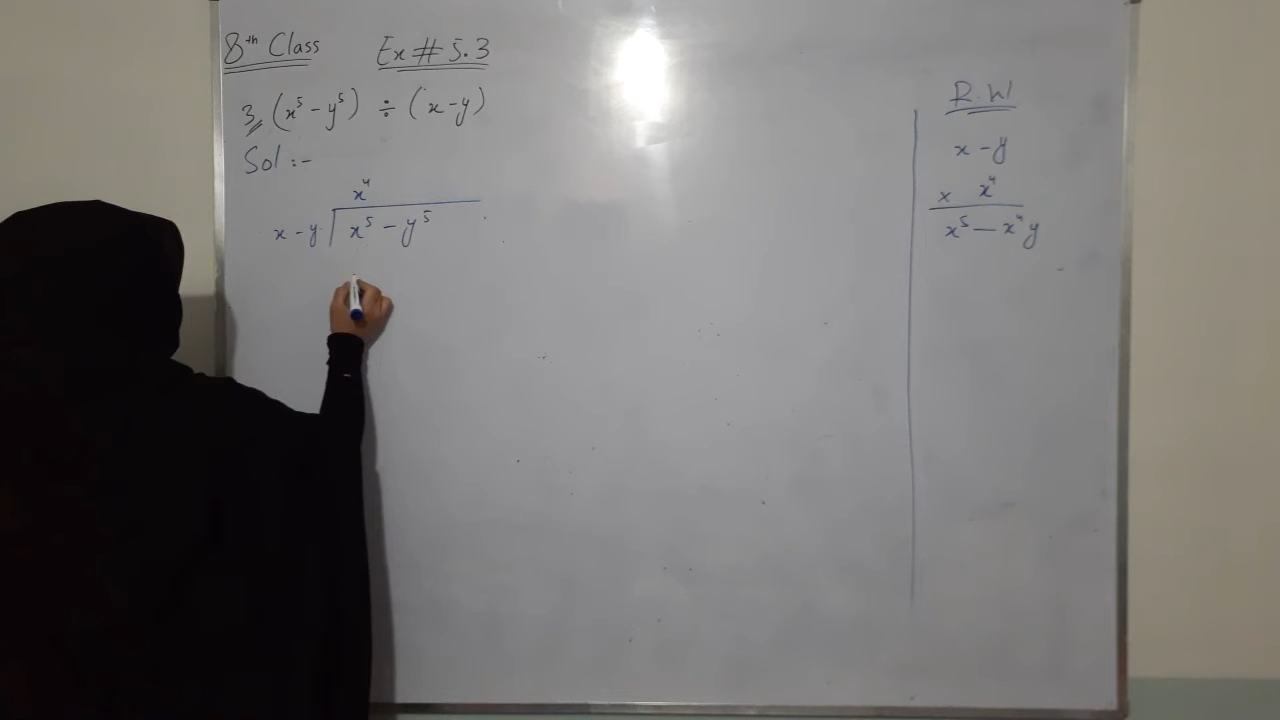 8th Class Ex # 5.3
3, (x⁵ - y⁵) ÷ (x - y)
Sol :-
x⁴
x - y x⁵ - y⁵
R.W
x - y
× x⁴
x⁵ — x⁴y